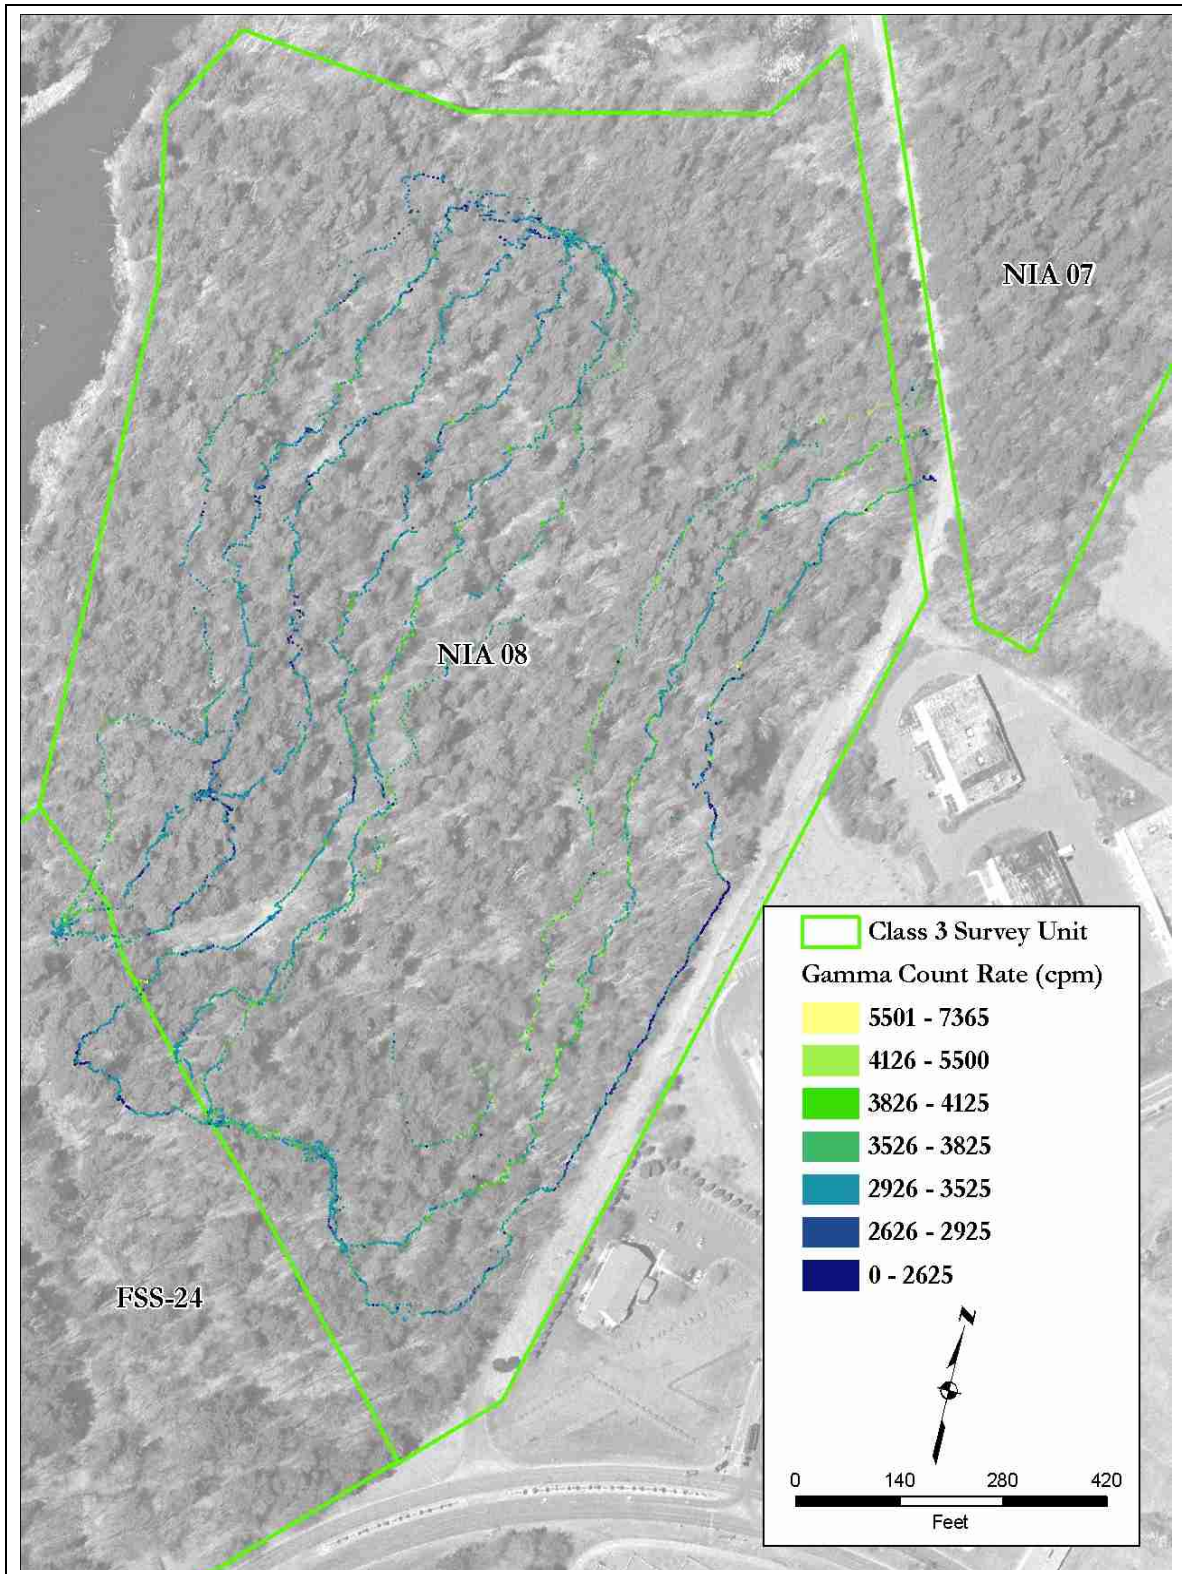 NIA 07
NIA 08
FSS-24
Class 3 Survey Unit
Gamma Count Rate (cpm)
5501 - 7365
4126 - 5500
3826 - 4125
3526 - 3825
2926 - 3525
2626 - 2925
0 - 2625
N
0 140 280 420
Feet